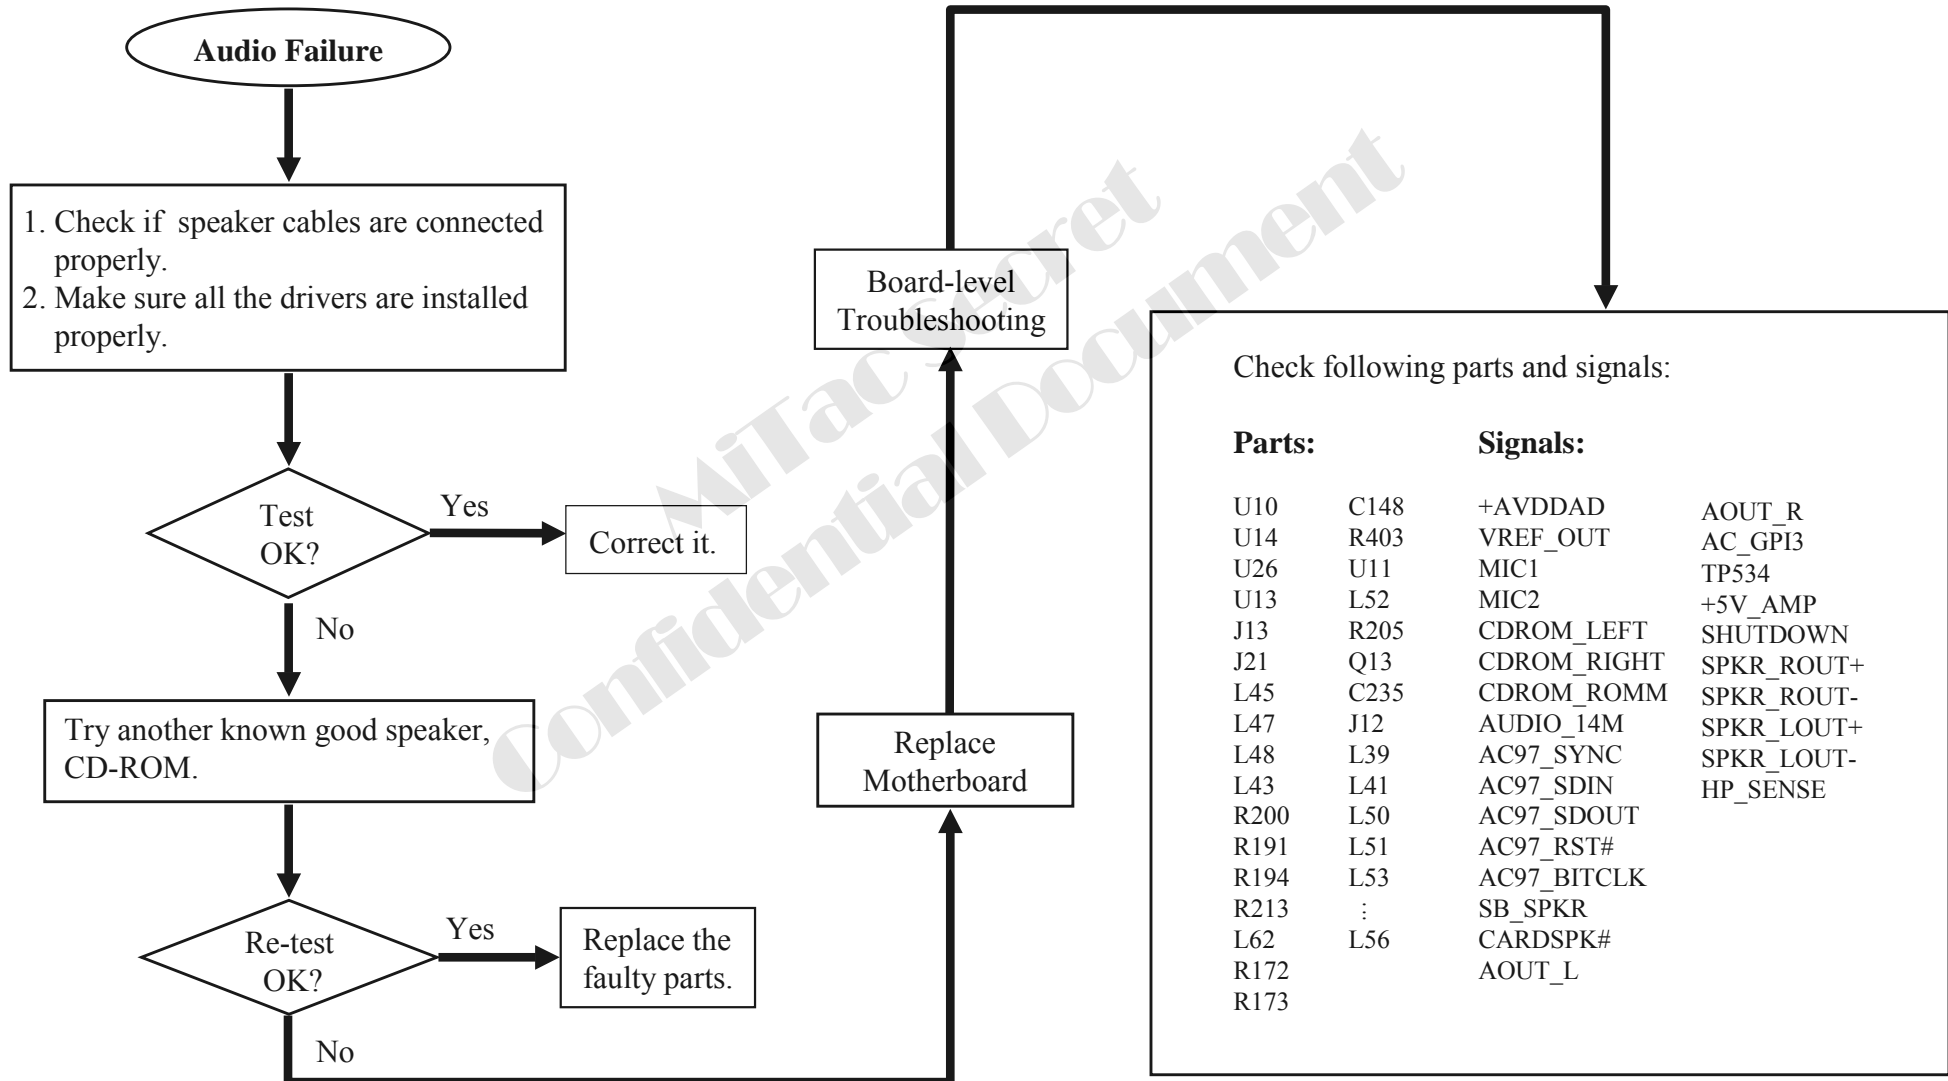 Audio Failure
1. Check if speaker cables are connected
properly.
2. Make sure all the drivers are installed
properly.
Test
OK?
Yes
Correct it.
No
Try another known good speaker,
CD-ROM.
Re-test
OK?
Yes
Replace the
faulty parts.
No
Replace
Motherboard
Board-level
Troubleshooting
Check following parts and signals:
Parts:
U10
U14
U26
U13
J13
J21
L45
L47
L48
L43
R200
R191
R194
R213
L62
R172
R173
C148
R403
U11
L52
R205
Q13
C235
J12
L39
L41
L50
L51
L53
⋮
L56
Signals:
+AVDDAD
VREF_OUT
MIC1
MIC2
CDROM_LEFT
CDROM_RIGHT
CDROM_ROMM
AUDIO_14M
AC97_SYNC
AC97_SDIN
AC97_SDOUT
AC97_RST#
AC97_BITCLK
SB_SPKR
CARDSPK#
AOUT_L
AOUT_R
AC_GPI3
TP534
+5V_AMP
SHUTDOWN
SPKR_ROUT+
SPKR_ROUT-
SPKR_LOUT+
SPKR_LOUT-
HP_SENSE
MiTac Secret
Confidential Document